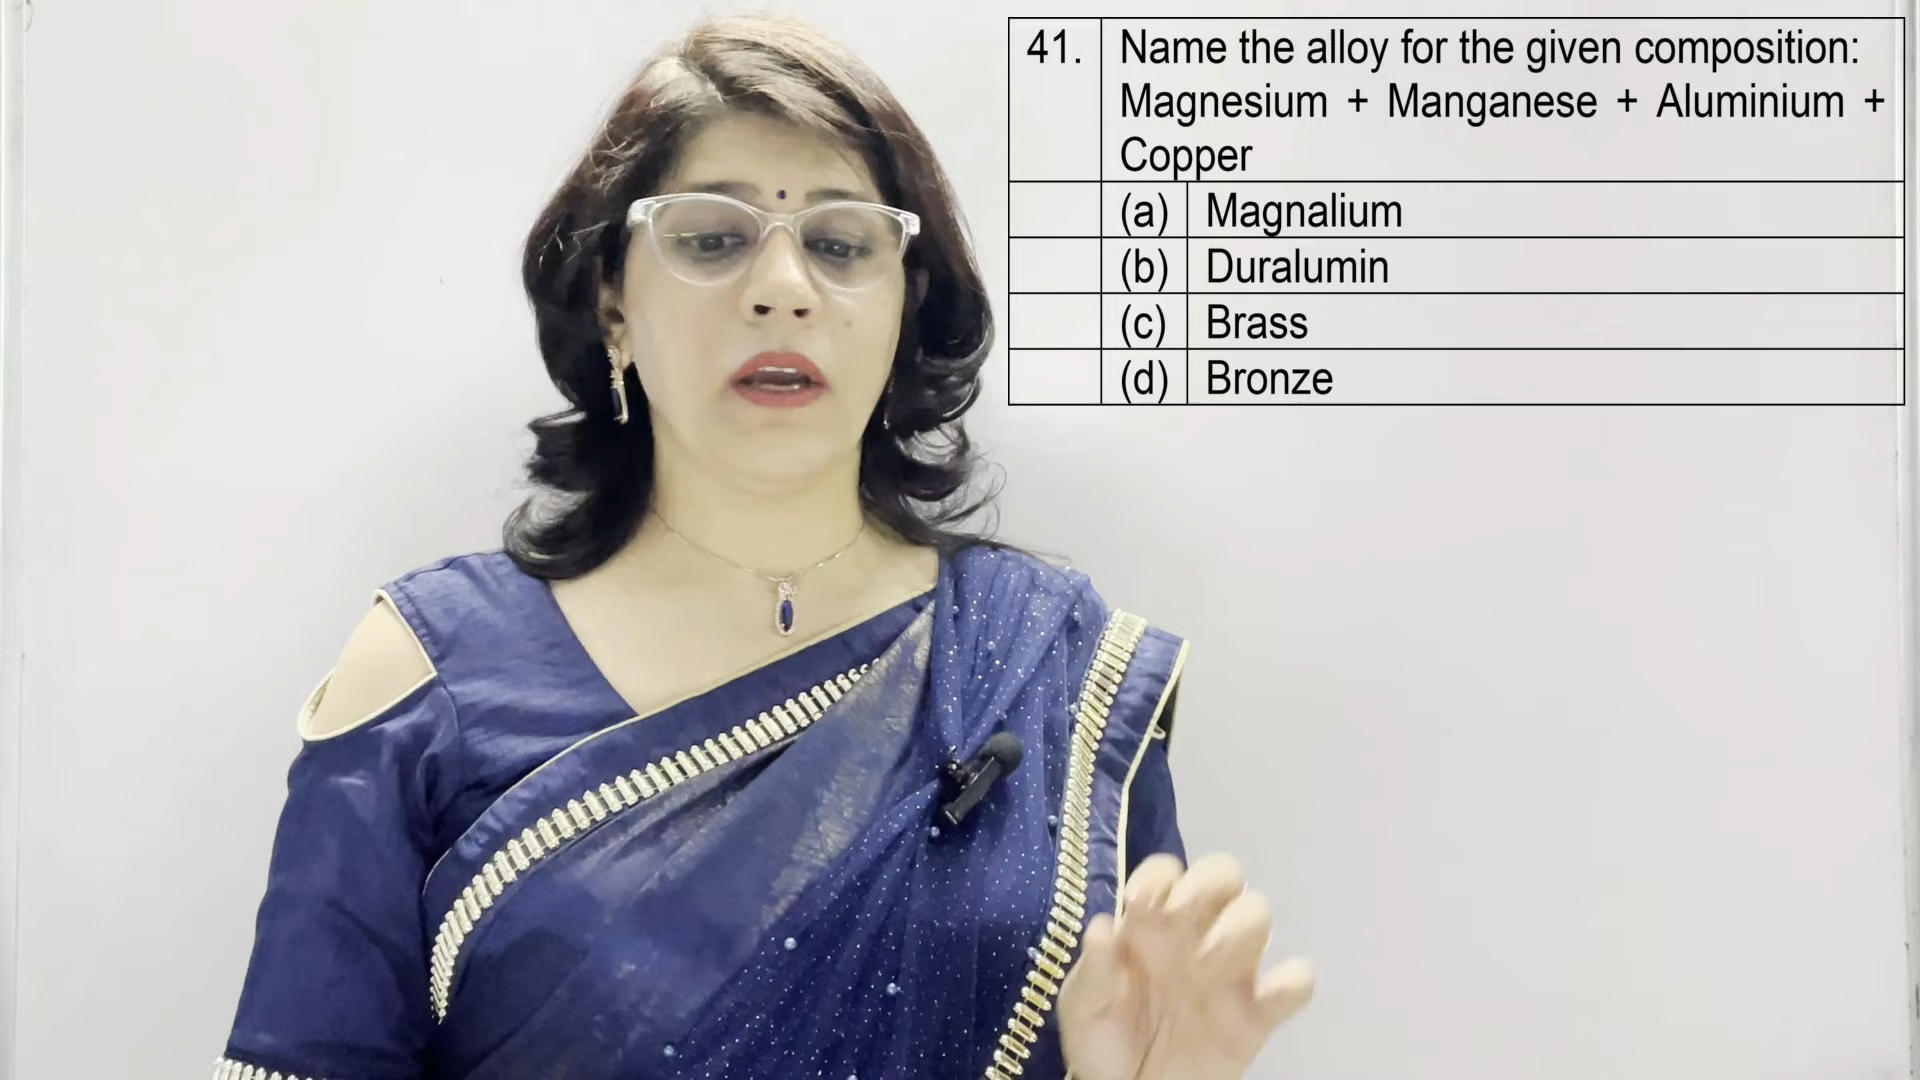 41. Name the alloy for the given composition:
Magnesium + Manganese + Aluminium +
Copper
(a) Magnalium
(b) Duralumin
(c) Brass
(d) Bronze